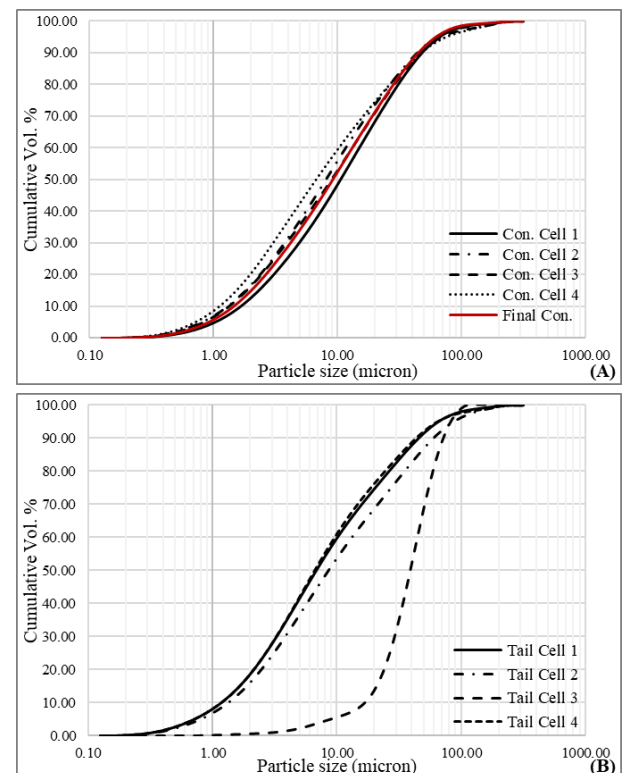 100.00
90.00
80.00
70.00
60.00
50.00
40.00
30.00
20.00
10.00
0.00
Cumulative Vol. %
Con. Cell 1
Con. Cell 2
Con. Cell 3
Con. Cell 4
Final Con.
0.10 1.00 10.00 100.00 1000.00
Particle size (micron)
(A)
100.00
90.00
80.00
70.00
60.00
50.00
40.00
30.00
20.00
10.00
0.00
Cumulative Vol. %
Tail Cell 1
Tail Cell 2
Tail Cell 3
Tail Cell 4
0.10 1.00 10.00 100.00 1000.00
Particle size (micron)
(B)